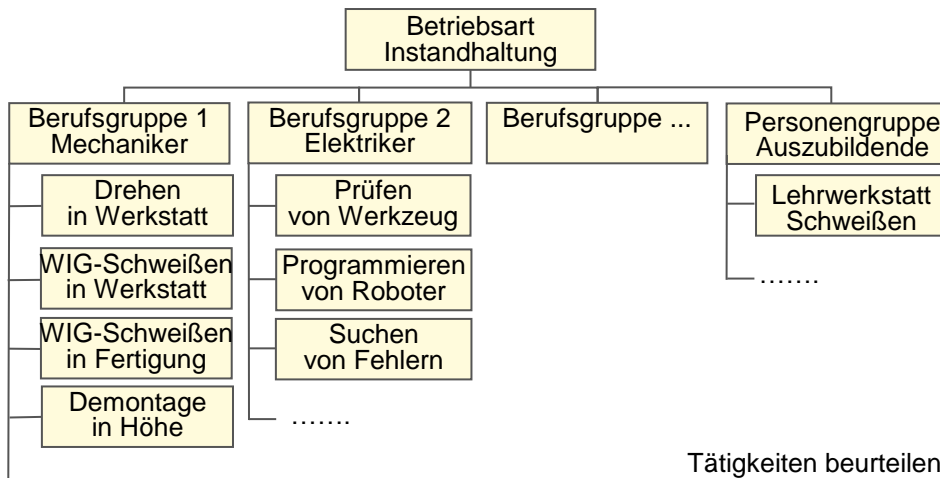 Betriebsart
Instandhaltung
Berufsgruppe 1
Mechaniker
Berufsgruppe 2
Elektriker
Berufsgruppe ...
Personengruppe
Auszubildende
Drehen
in Werkstatt
WIG-Schweißen
in Werkstatt
WIG-Schweißen
in Fertigung
Demontage
in Höhe
Prüfen
von Werkzeug
Programmieren
von Roboter
Suchen
von Fehlern
.......
Lehrwerkstatt
Schweißen
.......
Tätigkeiten beurteilen